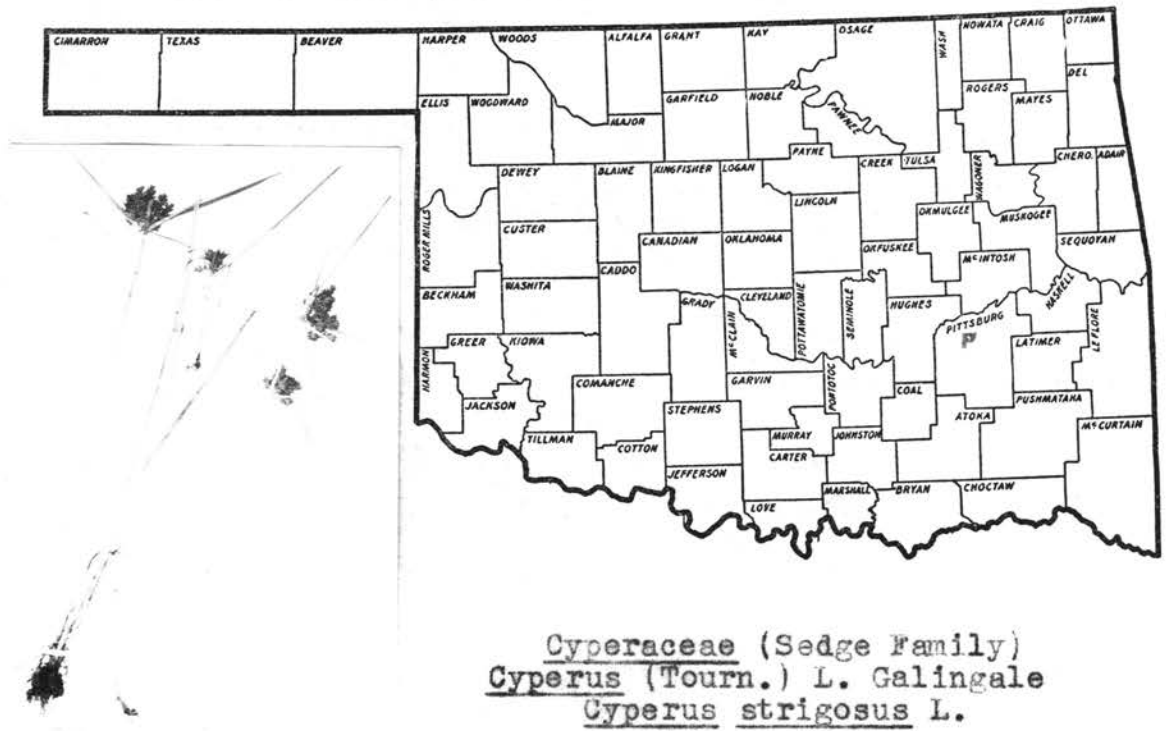 CIMARRON TEXAS BEAVER HARPER WOODS ALFALFA GRANT KAY OSAGE WASH NOWATA CRAIG OTTAWA
ELLIS WOODWARD MAJOR GARFIELD NOBLE PAWNEE ROGERS MAYES DEL
DEWEY BLAINE KINGFISHER LOGAN PAYNE CREEK TULSA WAGONER CHERO. ADAIR
ROGER MILLS CUSTER CANADIAN OKLAHOMA LINCOLN OKMULGEE MUSKOGEE SEQUOYAH
BECKHAM WASHITA CADDO GRADY McCLAIN CLEVELAND POTTAWATOMIE SEMINOLE OKFUSKEE HUGHES McINTOSH HASKELL
HARMON GREER KIOWA COMANCHE GARVIN PONTOTOC PITTSBURG LATIMER LE FLORE
P
JACKSON TILLMAN COTTON STEPHENS MURRAY JOHNSTON COAL ATOKA PUSHMATAHA McCURTAIN
JEFFERSON CARTER LOVE MARSHALL BRYAN CHOCTAW
Cyperaceae (Sedge Family)
Cyperus (Tourn.) L. Galingale
Cyperus strigosus L.